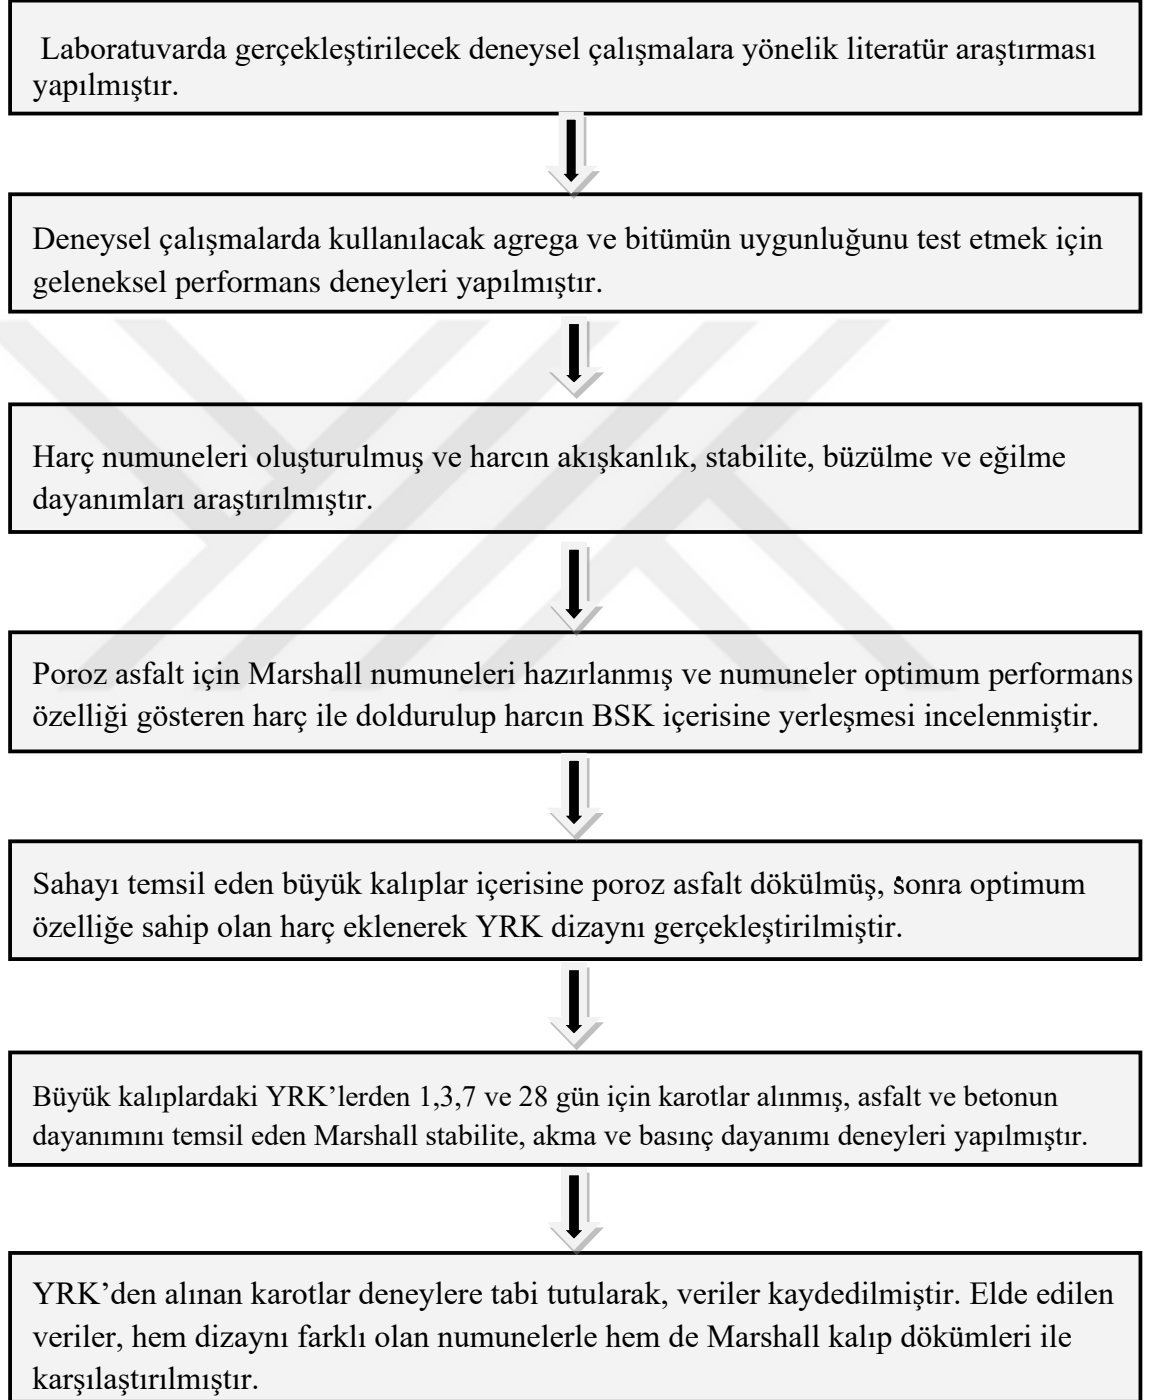 Laboratuvarda gerçekleştirilecek deneysel çalışmalara yönelik literatür araştırması
yapılmıştır.
Deneysel çalışmalarda kullanılacak agrega ve bitümün uygunluğunu test etmek için
geleneksel performans deneyleri yapılmıştır.
Harç numuneleri oluşturulmuş ve harcın akışkanlık, stabilite, büzülme ve eğilme
dayanımları araştırılmıştır.
Poroz asfalt için Marshall numuneleri hazırlanmış ve numuneler optimum performans
özelliği gösteren harç ile doldurulup harcın BSK içerisine yerleşmesi incelenmiştir.
Sahayı temsil eden büyük kalıplar içerisine poroz asfalt dökülmüş, sonra optimum
özelliğe sahip olan harç eklenerek YRK dizaynı gerçekleştirilmiştir.
Büyük kalıplardaki YRK’lerden 1,3,7 ve 28 gün için karotlar alınmış, asfalt ve betonun
dayanımını temsil eden Marshall stabilite, akma ve basınç dayanımı deneyleri yapılmıştır.
YRK’den alınan karotlar deneylere tabi tutularak, veriler kaydedilmiştir. Elde edilen
veriler, hem dizaynı farklı olan numunelerle hem de Marshall kalıp dökümleri ile
karşılaştırılmıştır.